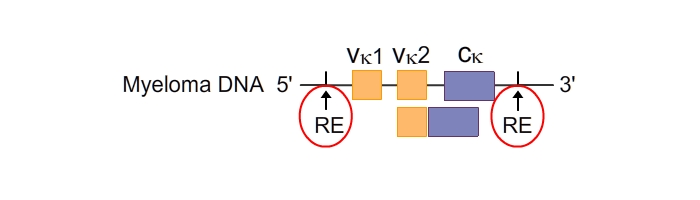 Vκ1 Vκ2 Cκ
Myeloma DNA 5' 3'
RE RE